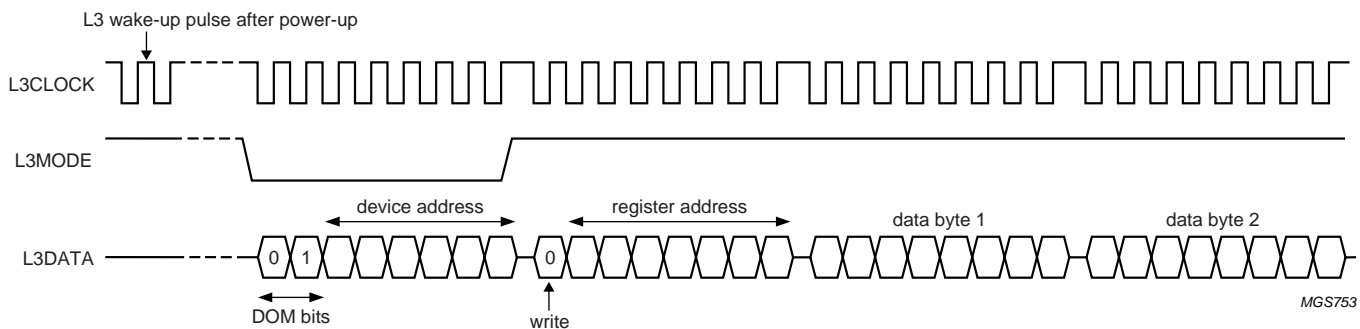 L3 wake-up pulse after power-up
L3CLOCK
L3MODE
device address
register address
data byte 1
data byte 2
L3DATA
0
1
0
DOM bits
write
MGS753